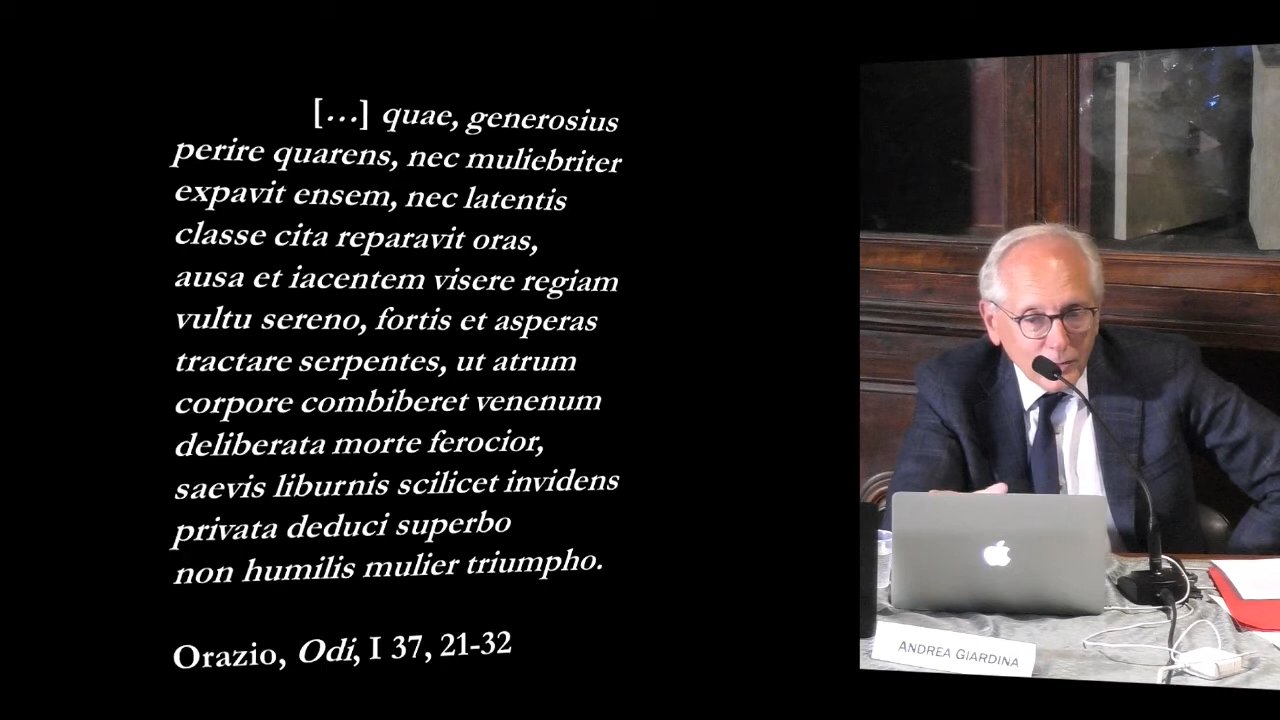 […] quae, generosius
perire quarens, nec muliebriter
expavit ensem, nec latentis
classe cita reparavit oras,
ausa et iacentem visere regiam
vultu sereno, fortis et asperas
tractare serpentes, ut atrum
corpore combiberet venenum
deliberata morte ferocior,
saevis liburnis scilicet invidens
privata deduci superbo
non humilis mulier triumpho.
Orazio, Odi, I 37, 21-32
ANDREA GIARDINA